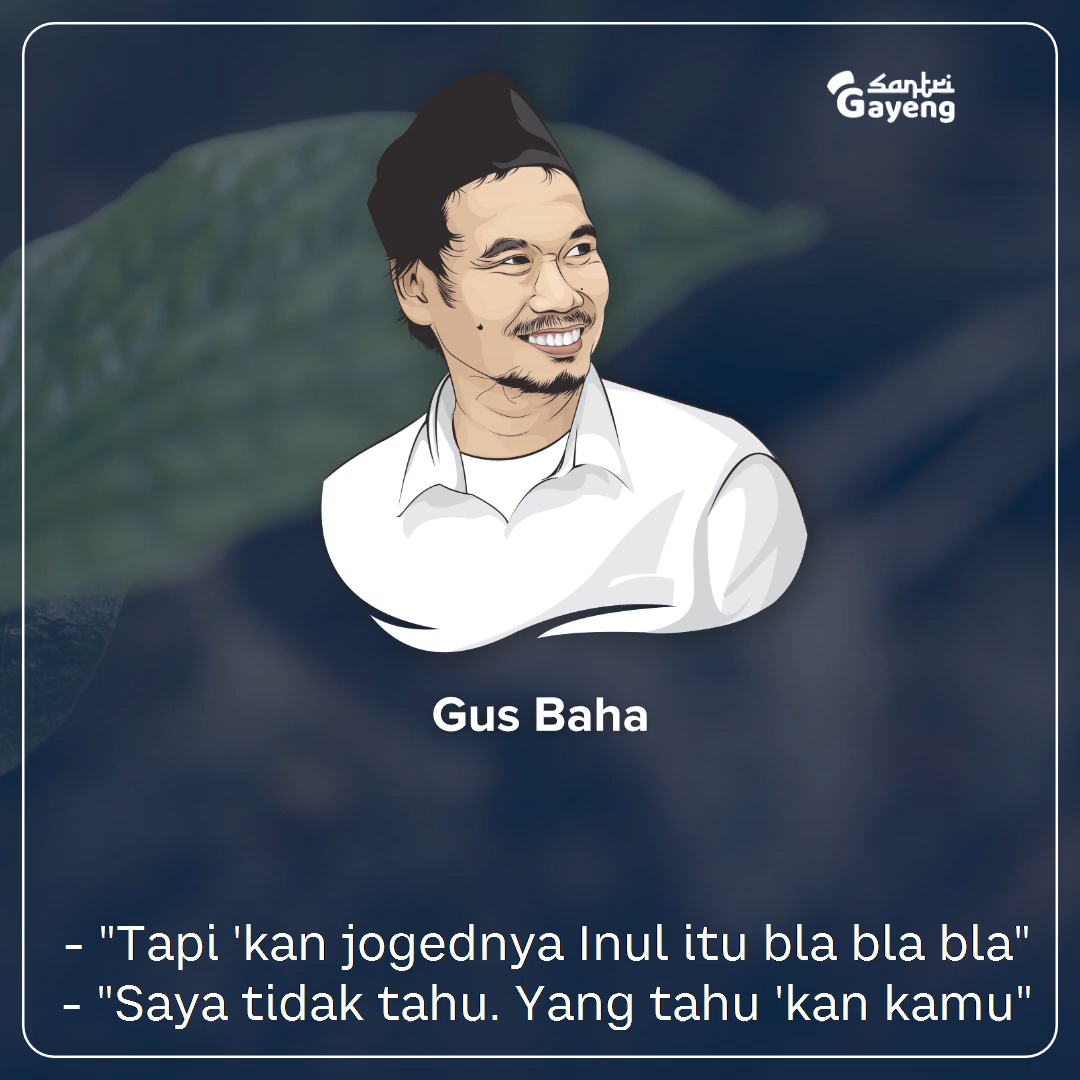 Santri
Gayeng
Gus Baha
- "Tapi 'kan jogednya Inul itu bla bla bla"
- "Saya tidak tahu. Yang tahu 'kan kamu"